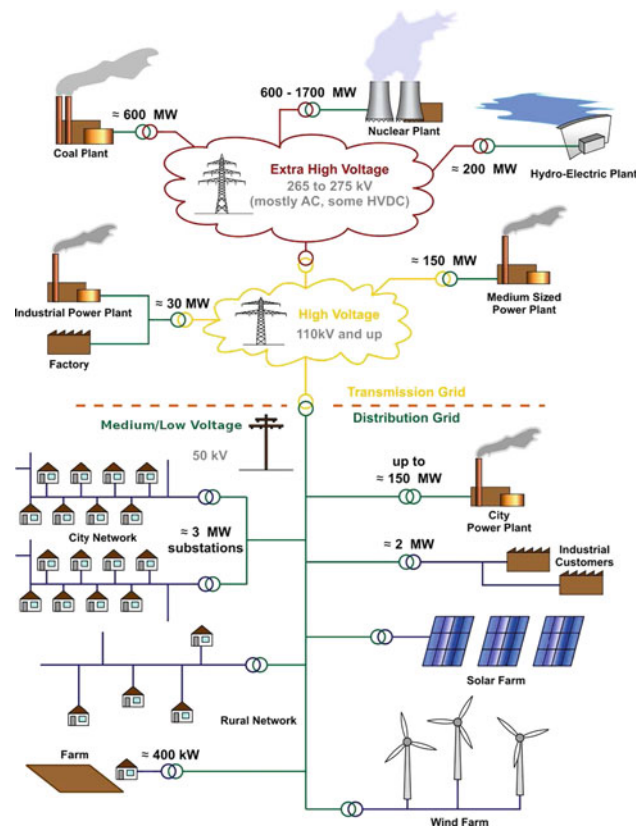 ≈ 600 MW
Coal Plant
600 - 1700 MW
Nuclear Plant
≈ 200 MW
Hydro-Electric Plant
Extra High Voltage
265 to 275 kV
(mostly AC, some HVDC)
≈ 150 MW
Medium Sized
Power Plant
Industrial Power Plant
≈ 30 MW
Factory
High Voltage
110kV and up
Transmission Grid
Distribution Grid
Medium/Low Voltage
50 kV
up to
≈ 150 MW
City
Power Plant
City Network
≈ 3 MW
substations
≈ 2 MW
Industrial
Customers
Solar Farm
Rural Network
Farm
≈ 400 kW
Wind Farm